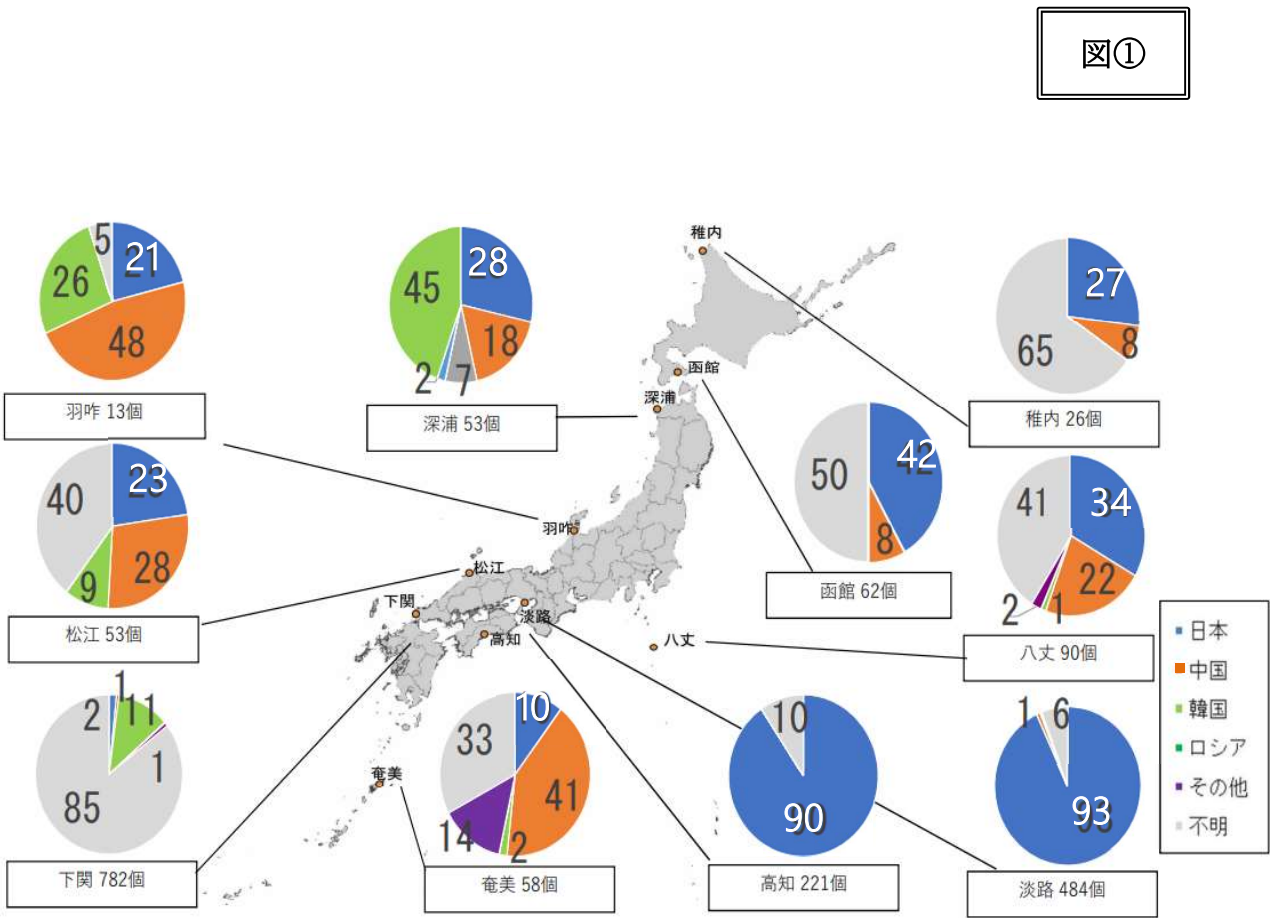 図①
5
21
26
48
羽咋 13個
45
28
18
2
7
深浦 53個
稚内
27
65
8
稚内 26個
函館
深浦
50
42
8
函館 62個
40
23
9
28
松江 53個
羽咋
松江
下関
淡路
高知
八丈
41
34
2
1
22
八丈 90個
日本
中国
韓国
ロシア
その他
不明
2
1
11
1
85
下関 782個
奄美
33
10
41
14
2
奄美 58個
10
90
高知 221個
1
6
93
淡路 484個